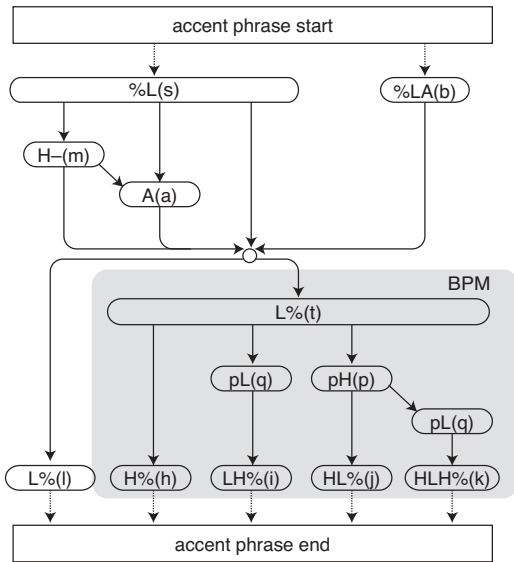 accent phrase start
%L(s)
%LA(b)
H–(m)
A(a)
BPM
L%(t)
pL(q)
pH(p)
pL(q)
L%(l)
H%(h)
LH%(i)
HL%(j)
HLH%(k)
accent phrase end